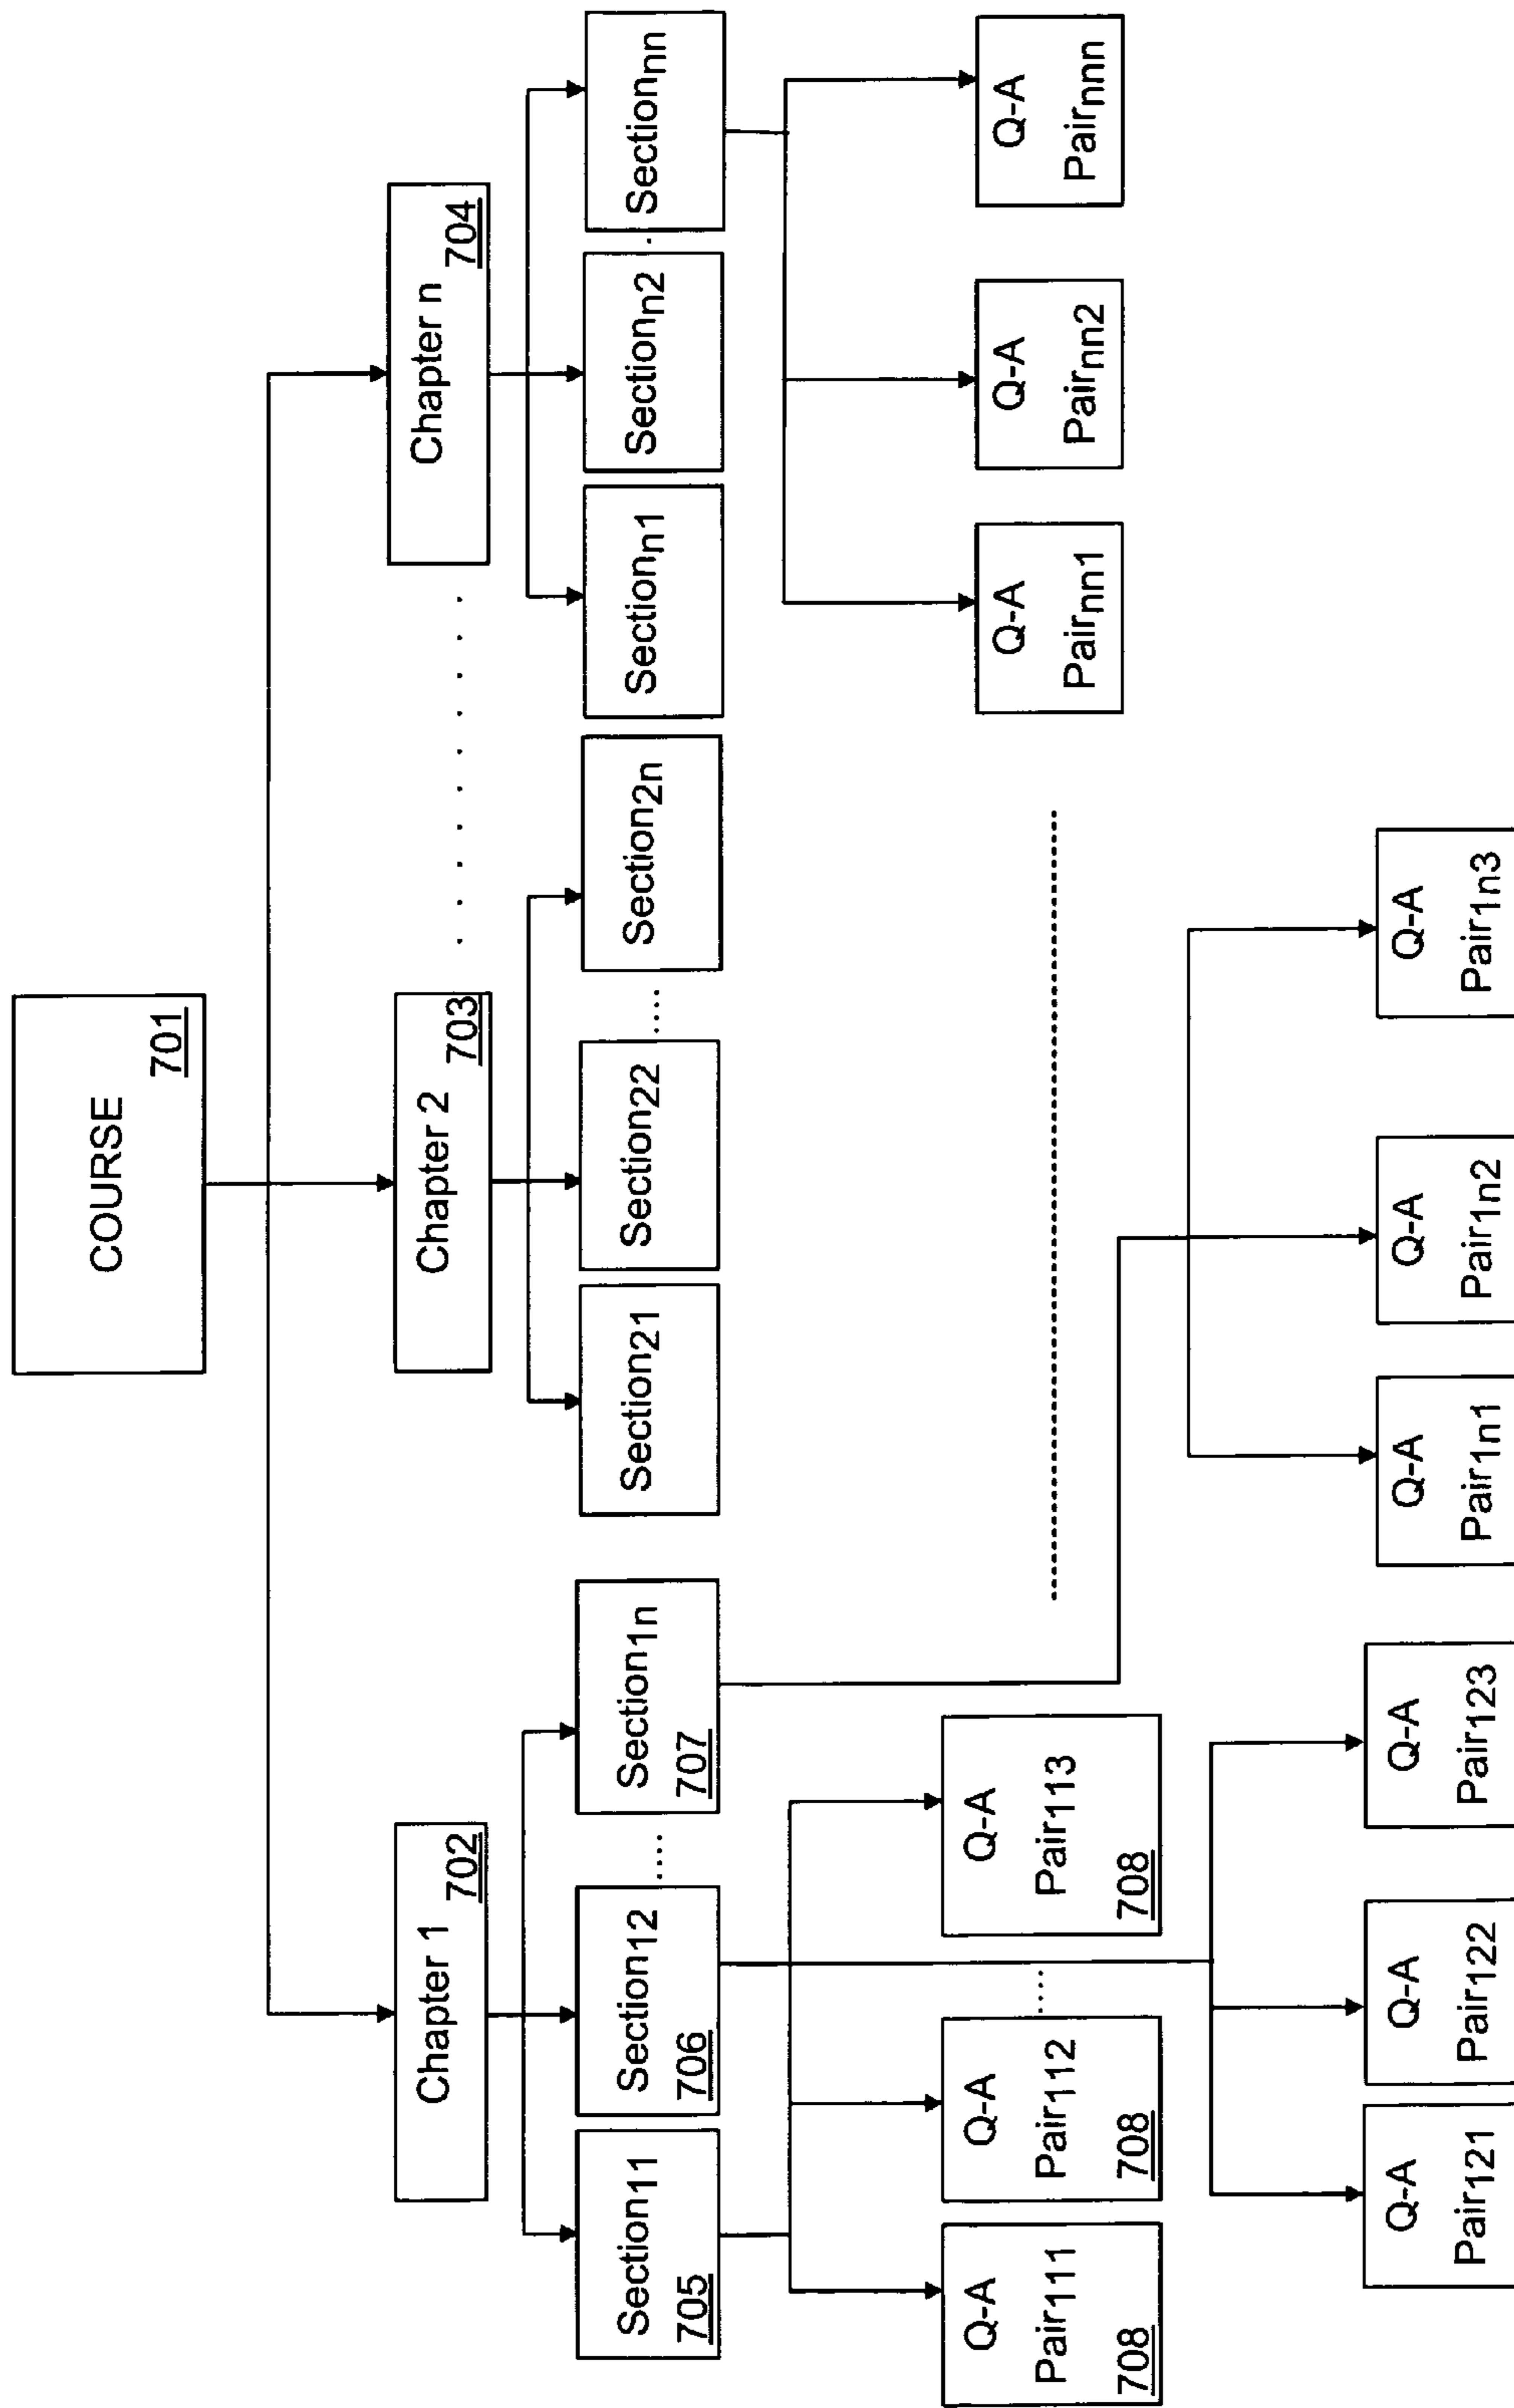 COURSE
701
Chapter 1
702
Chapter 2
703
. . . . . . . . . .
Chapter n
704
Section11
705
Section12
706
....
Section1n
707
Section21
Section22
....
Section2n
Sectionn1
Sectionn2
.
Sectionnn
Q-A
Pair111
708
Q-A
Pair112
708
....
Q-A
Pair113
708
Q-A
Pairnn1
Q-A
Pairnn2
Q-A
Pairnnn
Q-A
Pair121
Q-A
Pair122
Q-A
Pair123
Q-A
Pair1n1
Q-A
Pair1n2
Q-A
Pair1n3